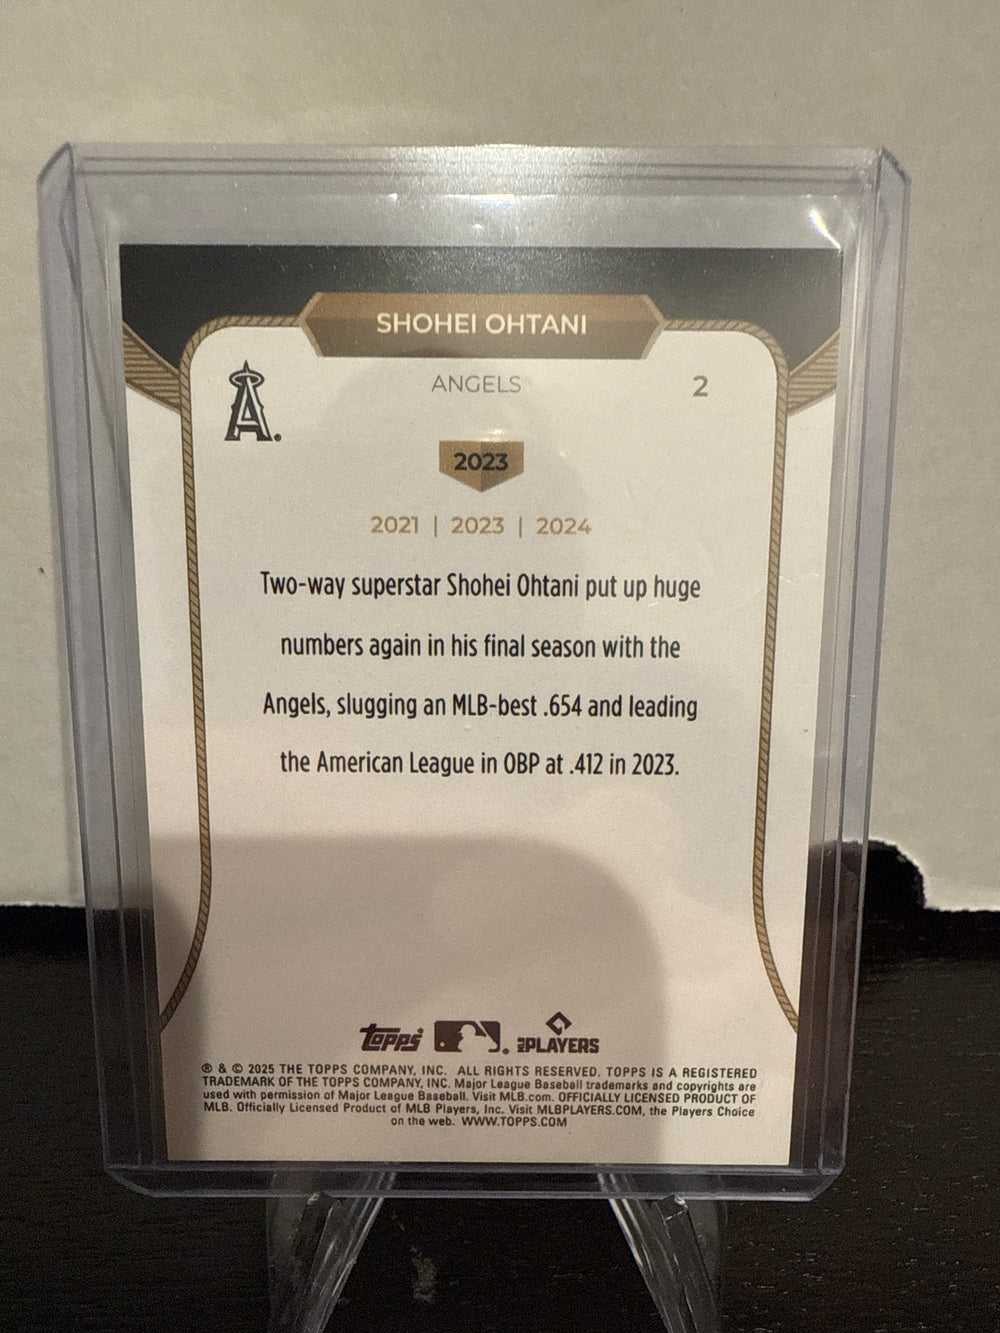 SHOHEI OHTANI
ANGELS
2
A.
2023
2021 | 2023 | 2024
Two-way superstar Shohei Ohtani put up huge
numbers again in his final season with the
Angels, slugging an MLB-best .654 and leading
the American League in OBP at .412 in 2023.
Topps MLB PLAYERS
® & © 2025 THE TOPPS COMPANY, INC. ALL RIGHTS RESERVED. TOPPS IS A REGISTERED
TRADEMARK OF THE TOPPS COMPANY, INC. Major League Baseball trademarks and copyrights are
used with permission of Major League Baseball. Visit MLB.com. OFFICIALLY LICENSED PRODUCT OF
MLB. Officially Licensed Product of MLB Players, Inc. Visit MLBPLAYERS.COM, the Players Choice
on the web. WWW.TOPPS.COM